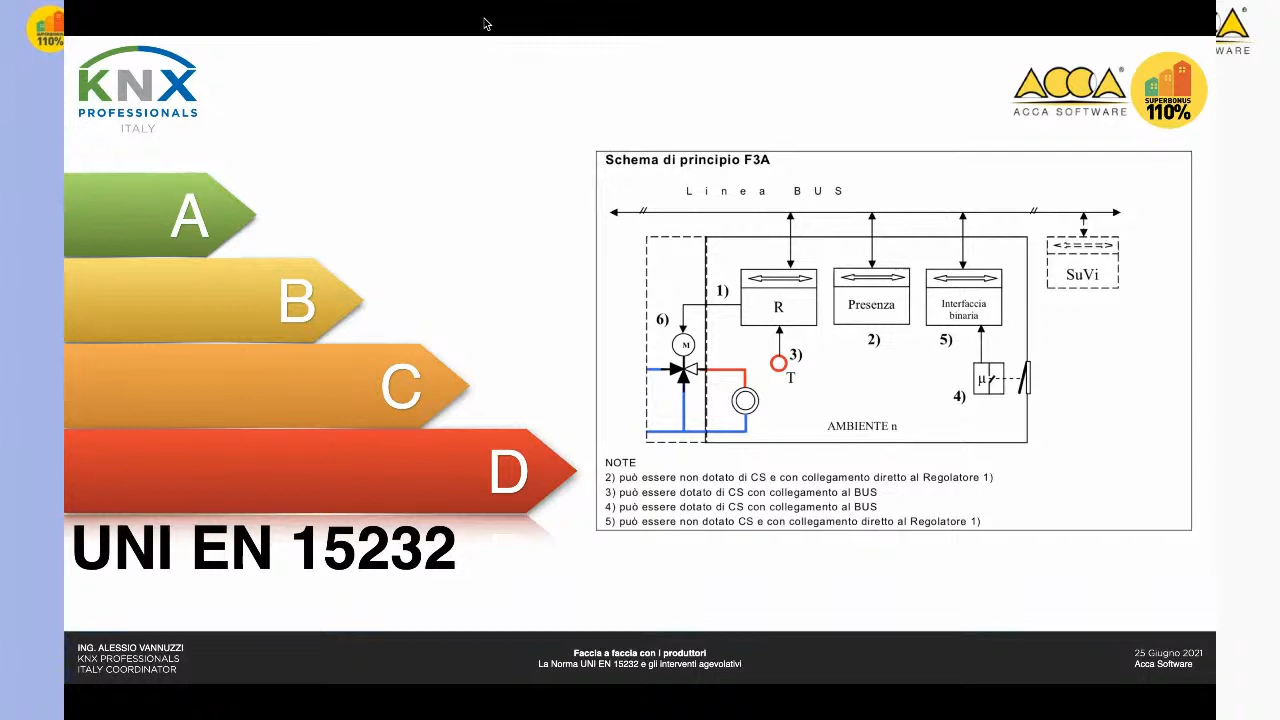 SUPERBONUS
110%
WARE
KNX
PROFESSIONALS
ITALY
ACCA
ACCA SOFTWARE
SUPERBONUS
110%
A
B
C
D
UNI EN 15232
Schema di principio F3A
Linea BUS
SuVi
1)
R
Presenza
Interfaccia
binaria
6)
2)
5)
M
3)
T
µ
4)
AMBIENTE n
NOTE
2) può essere non dotato di CS e con collegamento diretto al Regolatore 1)
3) può essere dotato di CS con collegamento al BUS
4) può essere dotato di CS con collegamento al BUS
5) può essere non dotato CS e con collegamento diretto al Regolatore 1)
ING. ALESSIO VANNUZZI
KNX PROFESSIONALS
ITALY COORDINATOR
Faccia a faccia con i produttori
La Norma UNI EN 15232 e gli interventi agevolativi
25 Giugno 2021
Acca Software